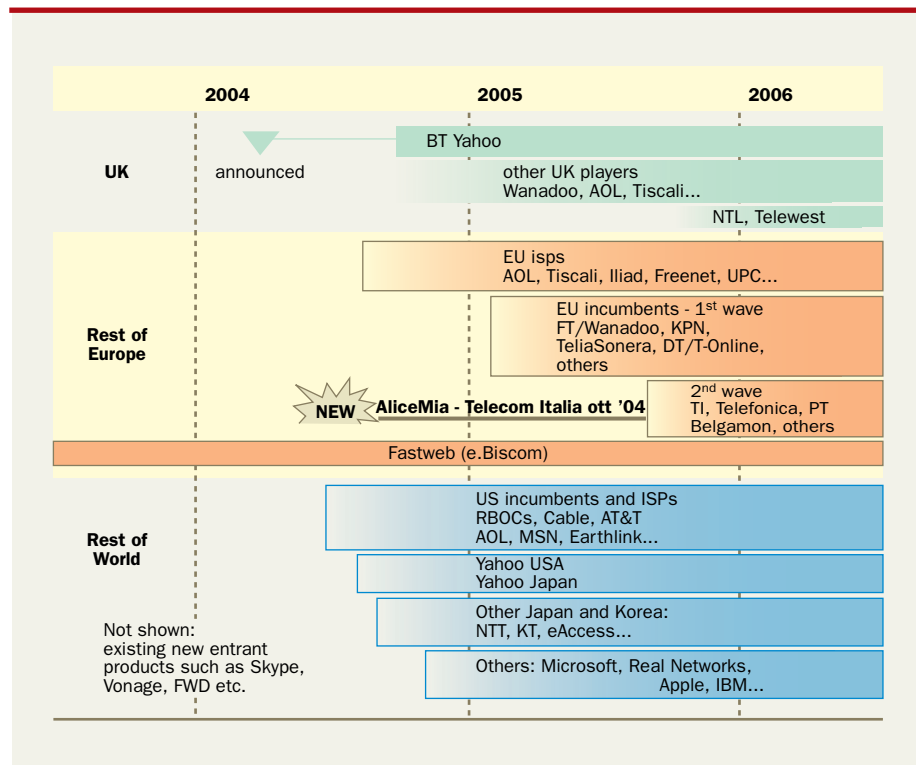 2004 2005 2006
UK
announced
BT Yahoo
other UK players
Wanadoo, AOL, Tiscali...
NTL, Telewest
Rest of
Europe
EU isps
AOL, Tiscali, Iliad, Freenet, UPC...
EU incumbents - 1st wave
FT/Wanadoo, KPN,
TeliaSonera, DT/T-Online,
others
NEW
AliceMia - Telecom Italia ott '04
2nd wave
TI, Telefonica, PT
Belgamon, others
Fastweb (e.Biscom)
Rest of
World
US incumbents and ISPs
RBOCs, Cable, AT&T
AOL, MSN, Earthlink...
Yahoo USA
Yahoo Japan
Other Japan and Korea:
NTT, KT, eAccess...
Others: Microsoft, Real Networks,
Apple, IBM...
Not shown:
existing new entrant
products such as Skype,
Vonage, FWD etc.